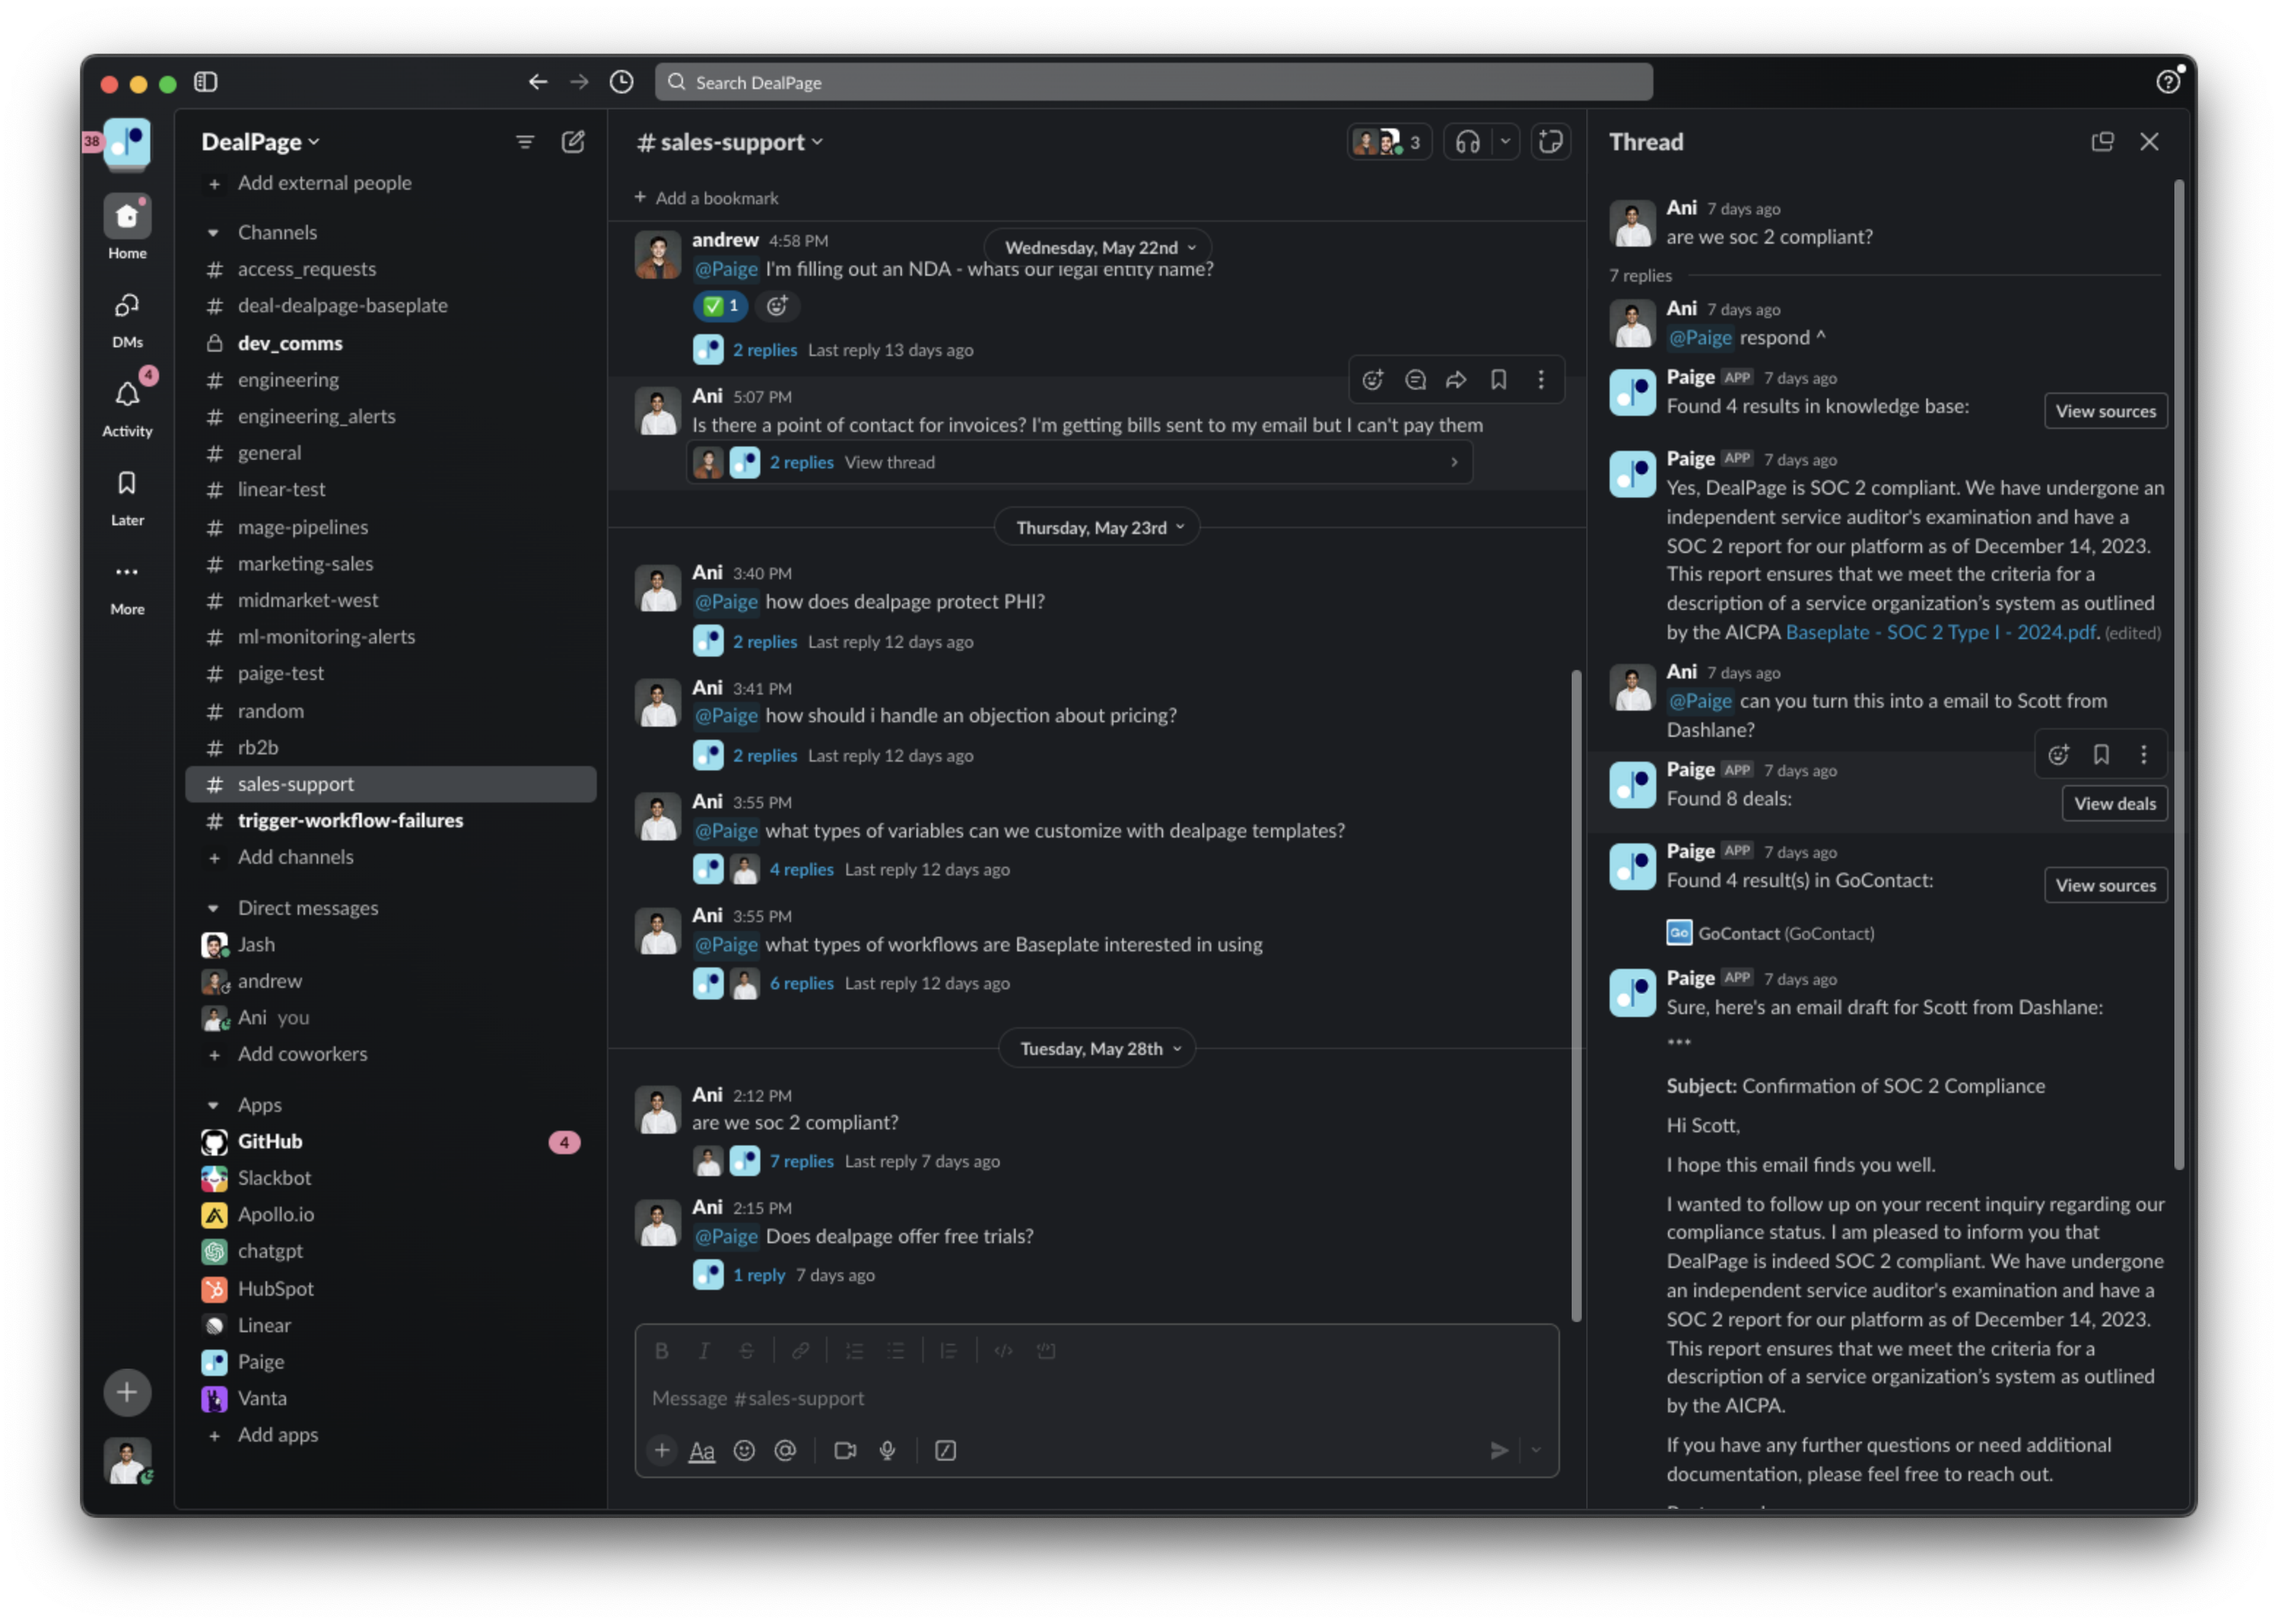 Search DealPage
38
Home
DMs
4
Activity
Later
More
DealPage
Add external people
Channels
# access_requests
# deal-dealpage-baseplate
dev_comms
# engineering
# engineering_alerts
# general
# linear-test
# mage-pipelines
# marketing-sales
# midmarket-west
# ml-monitoring-alerts
# paige-test
# random
# rb2b
# sales-support
# trigger-workflow-failures
+ Add channels
Direct messages
Jash
andrew
Ani you
+ Add coworkers
Apps
GitHub 4
Slackbot
Apollo.io
chatgpt
HubSpot
Linear
Paige
Vanta
+ Add apps
# sales-support
3
+ Add a bookmark
Wednesday, May 22nd
andrew 4:58 PM
@Paige I'm filling out an NDA - whats our legal entity name?
1
2 replies Last reply 13 days ago
Ani 5:07 PM
Is there a point of contact for invoices? I'm getting bills sent to my email but I can't pay them
2 replies View thread
Thursday, May 23rd
Ani 3:40 PM
@Paige how does dealpage protect PHI?
2 replies Last reply 12 days ago
Ani 3:41 PM
@Paige how should i handle an objection about pricing?
2 replies Last reply 12 days ago
Ani 3:55 PM
@Paige what types of variables can we customize with dealpage templates?
4 replies Last reply 12 days ago
Ani 3:55 PM
@Paige what types of workflows are Baseplate interested in using
6 replies Last reply 12 days ago
Tuesday, May 28th
Ani 2:12 PM
are we soc 2 compliant?
7 replies Last reply 7 days ago
Ani 2:15 PM
@Paige Does dealpage offer free trials?
1 reply 7 days ago
B I S
Message #sales-support
+ Aa
Thread
Ani 7 days ago
are we soc 2 compliant?
7 replies
Ani 7 days ago
@Paige respond ^
Paige APP 7 days ago
Found 4 results in knowledge base:
View sources
Paige APP 7 days ago
Yes, DealPage is SOC 2 compliant. We have undergone an
independent service auditor's examination and have a
SOC 2 report for our platform as of December 14, 2023.
This report ensures that we meet the criteria for a
description of a service organization's system as outlined
by the AICPA Baseplate - SOC 2 Type I - 2024.pdf. (edited)
Ani 7 days ago
@Paige can you turn this into a email to Scott from
Dashlane?
Paige APP 7 days ago
Found 8 deals:
View deals
Paige APP 7 days ago
Found 4 result(s) in GoContact:
View sources
Go GoContact (GoContact)
Paige APP 7 days ago
Sure, here's an email draft for Scott from Dashlane:
***
Subject: Confirmation of SOC 2 Compliance
Hi Scott,
I hope this email finds you well.
I wanted to follow up on your recent inquiry regarding our
compliance status. I am pleased to inform you that
DealPage is indeed SOC 2 compliant. We have undergone
an independent service auditor's examination and have a
SOC 2 report for our platform as of December 14, 2023.
This report ensures that we meet the criteria for a
description of a service organization's system as outlined
by the AICPA.
If you have any further questions or need additional
documentation, please feel free to reach out.